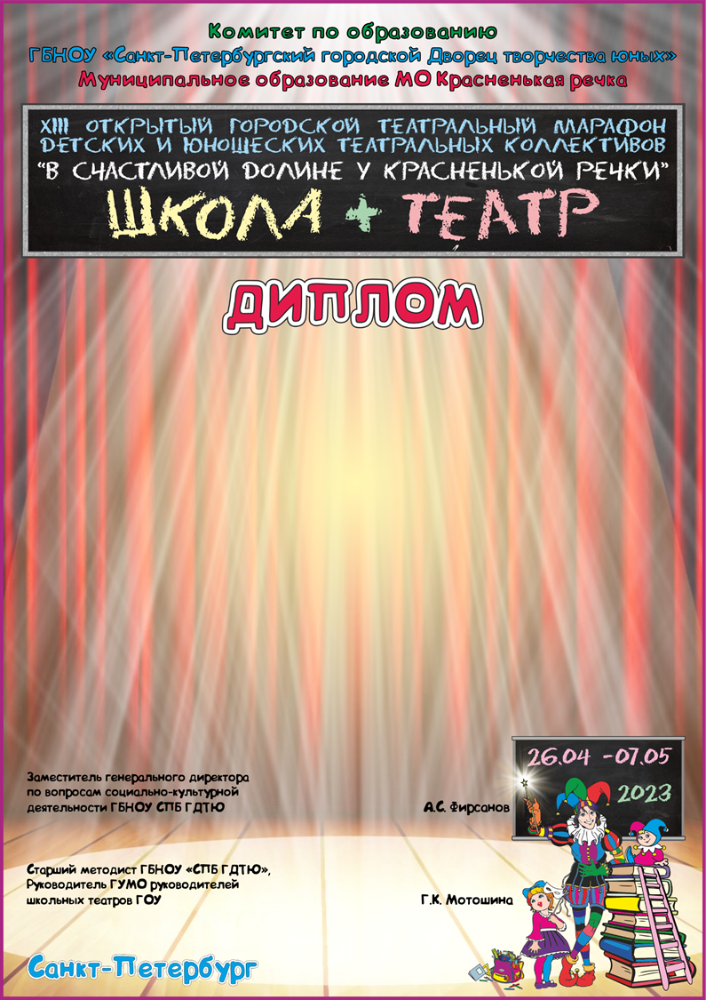 Комитет по образованию
ГБНОУ «Санкт-Петербургский городской Дворец творчества юных»
Муниципальное образование МО Красненькая речка
XIII ОТКРЫТЫЙ ГОРОДСКОЙ ТЕАТРАЛЬНЫЙ МАРАФОН
ДЕТСКИХ И ЮНОШЕСКИХ ТЕАТРАЛЬНЫХ КОЛЛЕКТИВОВ
"В СЧАСТЛИВОЙ ДОЛИНЕ У КРАСНЕНЬКОЙ РЕЧКИ"
ШКОЛА + ТЕАТР
ДИПЛОМ
26.04 -07.05
2023
Заместитель генерального директора
по вопросам социально-культурной
деятельности ГБНОУ СПБ ГДТЮ А.С. Фирсанов
Старший методист ГБНОУ «СПБ ГДТЮ»,
Руководитель ГУМО руководителей
школьных театров ГОУ Г.К. Мотошина
Санкт-Петербург